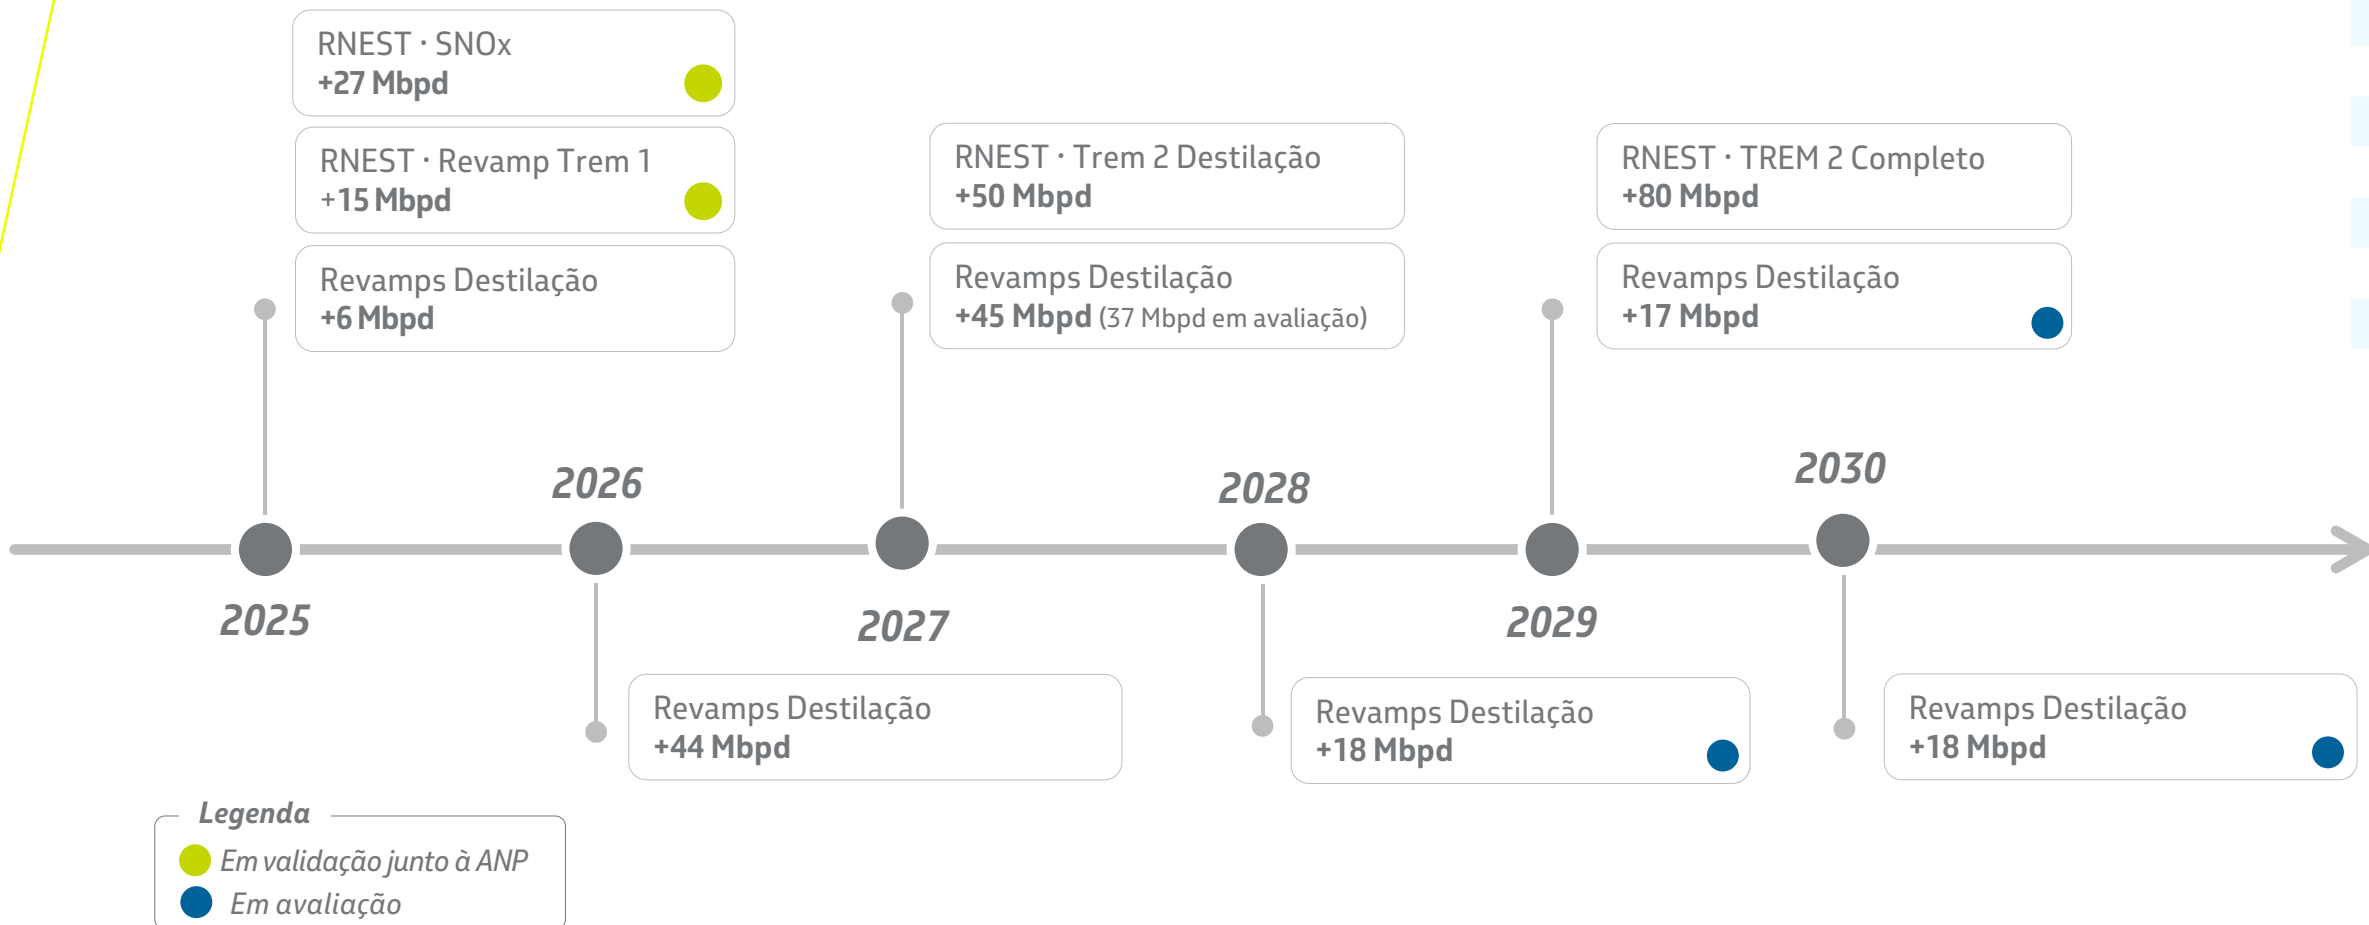 RNEST · SNOx
+27 Mbpd
RNEST · Revamp Trem 1
+15 Mbpd
Revamps Destilação
+6 Mbpd
RNEST · Trem 2 Destilação
+50 Mbpd
Revamps Destilação
+45 Mbpd (37 Mbpd em avaliação)
RNEST · TREM 2 Completo
+80 Mbpd
Revamps Destilação
+17 Mbpd
2025
2026
2027
2028
2029
2030
Revamps Destilação
+44 Mbpd
Revamps Destilação
+18 Mbpd
Revamps Destilação
+18 Mbpd
Legenda
Em validação junto à ANP
Em avaliação